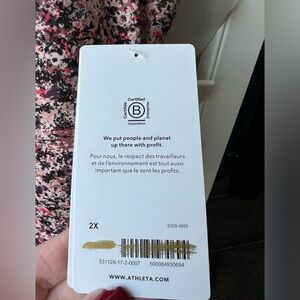 Certified
B
Corporation
We put people and planet
up there with profit.
Pour nous, le respect des travailleurs
et de l'environnement est tout aussi
important que le sont les profits.
2X
S335-0026
531128-17-2-0007
S00084930694
WWW.ATHLETA.COM